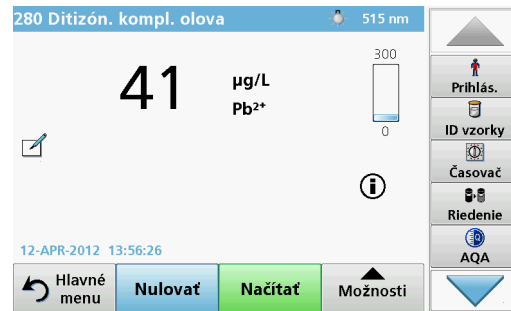 280 Ditizón. kompl. olova
515 nm
41
µg/L
Pb²⁺
300
0
12-APR-2012 13:56:26
Hlavné
menu
Nulovať
Načítať
Možnosti
Prihlás.
ID vzorky
Časovač
Riedenie
AQA